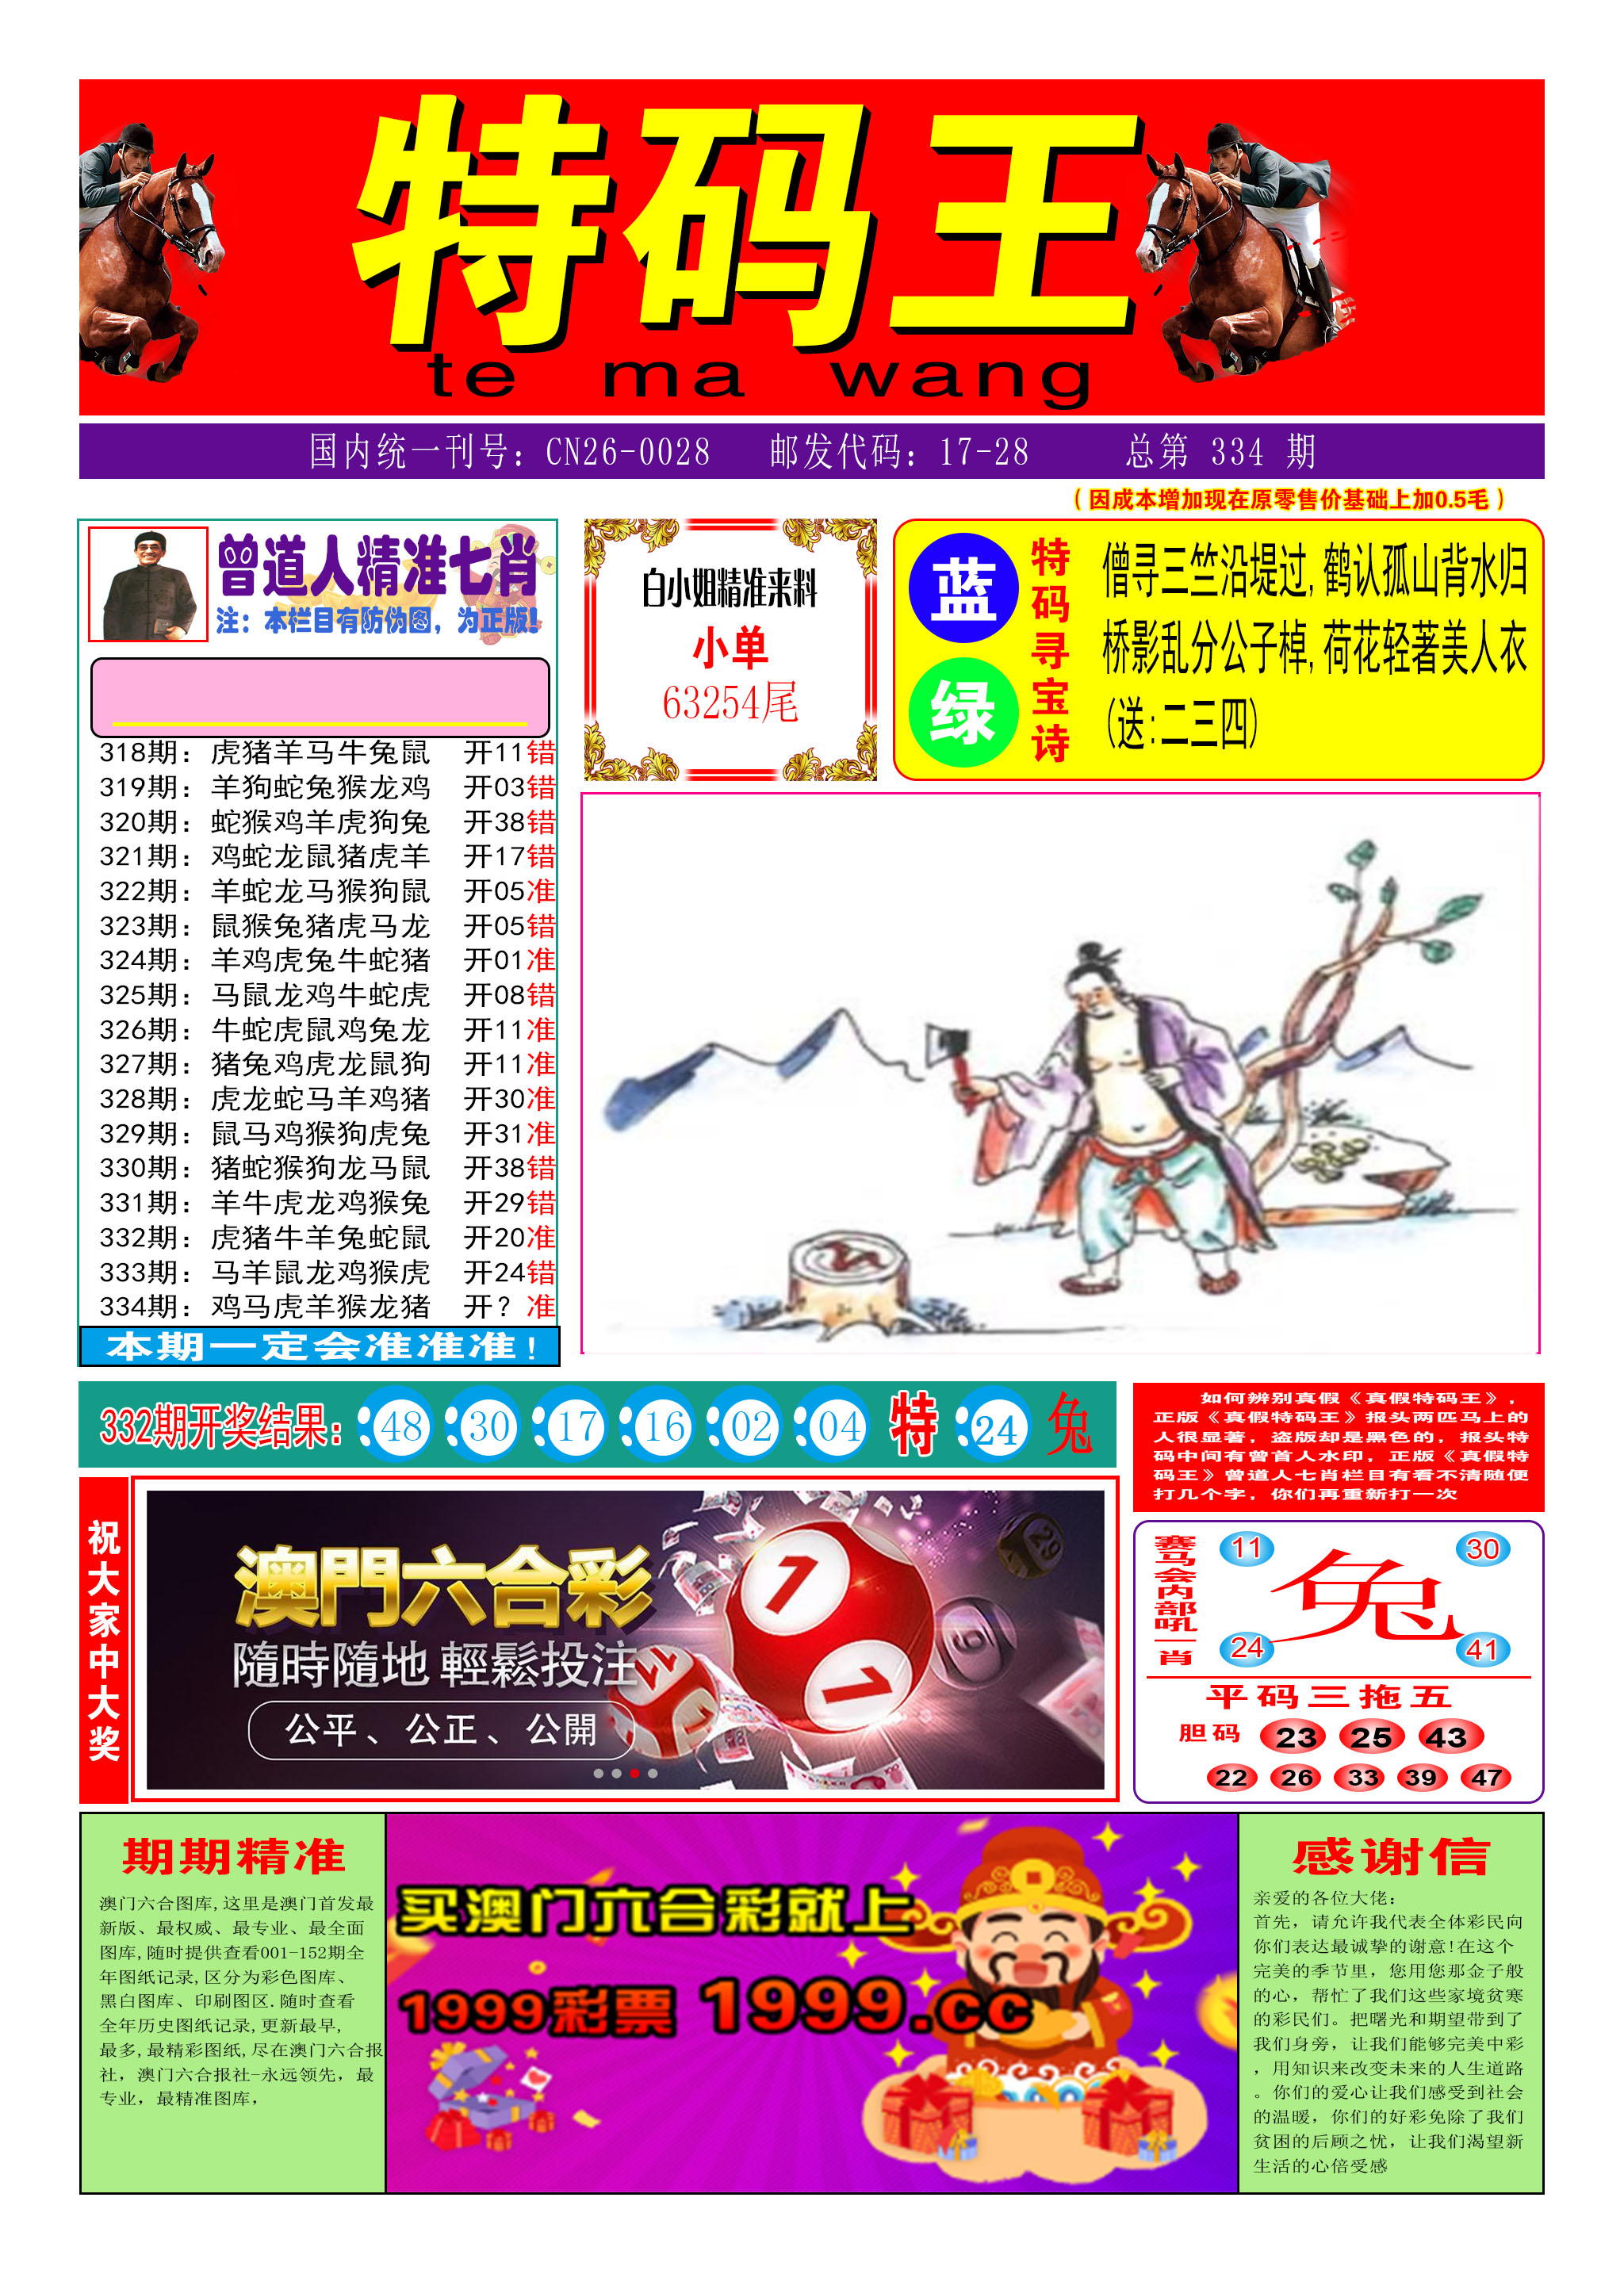 特码王
te ma wang
国内统一刊号：CN26-0028 邮发代码：17-28 总第 334 期
（因成本增加现在原零售价基础上加0.5毛）
曾道人精准七肖
注：本栏目有防伪图，为正版!
318期：虎猪羊马牛兔鼠 开11错
319期：羊狗蛇兔猴龙鸡 开03错
320期：蛇猴鸡羊虎狗兔 开38错
321期：鸡蛇龙鼠猪虎羊 开17错
322期：羊蛇龙马猴狗鼠 开05准
323期：鼠猴兔猪虎马龙 开05错
324期：羊鸡虎兔牛蛇猪 开01准
325期：马鼠龙鸡牛蛇虎 开08错
326期：牛蛇虎鼠鸡兔龙 开11准
327期：猪兔鸡虎龙鼠狗 开11准
328期：虎龙蛇马羊鸡猪 开30准
329期：鼠马鸡猴狗虎兔 开31准
330期：猪蛇猴狗龙马鼠 开38错
331期：羊牛虎龙鸡猴兔 开29错
332期：虎猪牛羊兔蛇鼠 开20准
333期：马羊鼠龙鸡猴虎 开24错
334期：鸡马虎羊猴龙猪 开？准
本期一定会准准准！
白小姐精准来料
小单
63254尾
蓝
绿
特码寻宝诗
僧寻三竺沿堤过,鹤认孤山背水归
桥影乱分公子棹,荷花轻著美人衣
(送:二三四)
332期开奖结果：48 30 17 16 02 04 特 24 兔
如何辨别真假《真假特码王》，
正版《真假特码王》报头两匹马上的
人很显著，盗版却是黑色的，报头特
码中间有曾首人水印，正版《真假特
码王》曾道人七肖栏目有看不清随便
打几个字，你们再重新打一次
祝大家中大奖
澳門六合彩
隨時隨地 輕鬆投注
公平、公正、公開
1
1
9
29
赛马会内部吼一肖
11 30
兔
24 41
平码三拖五
胆码 23 25 43
22 26 33 39 47
期期精准
澳门六合图库,这里是澳门首发最
新版、最权威、最专业、最全面
图库,随时提供查看001-152期全
年图纸记录,区分为彩色图库、
黑白图库、印刷图区.随时查看
全年历史图纸记录,更新最早,
最多,最精彩图纸,尽在澳门六合报
社，澳门六合报社-永远领先，最
专业，最精准图库，
买澳门六合彩就上
1999彩票 1999.cc
感谢信
亲爱的各位大佬：
首先，请允许我代表全体彩民向
你们表达最诚挚的谢意!在这个
完美的季节里，您用您那金子般
的心，帮忙了我们这些家境贫寒
的彩民们。把曙光和期望带到了
我们身旁，让我们能够完美中彩
，用知识来改变未来的人生道路
。你们的爱心让我们感受到社会
的温暖，你们的好彩免除了我们
贫困的后顾之忧，让我们渴望新
生活的心倍受感